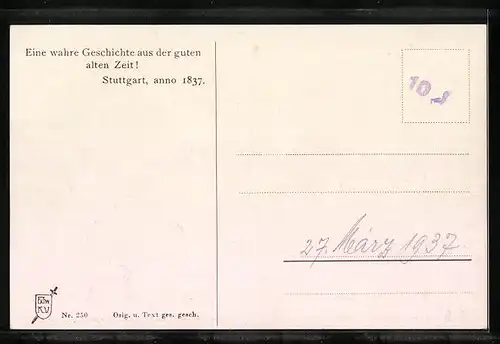 Eine wahre Geschichte aus der guten
alten Zeit!
Stuttgart, anno 1837.
10
27. März 1937.
Nr. 250 Orig. u. Text ges. gesch.